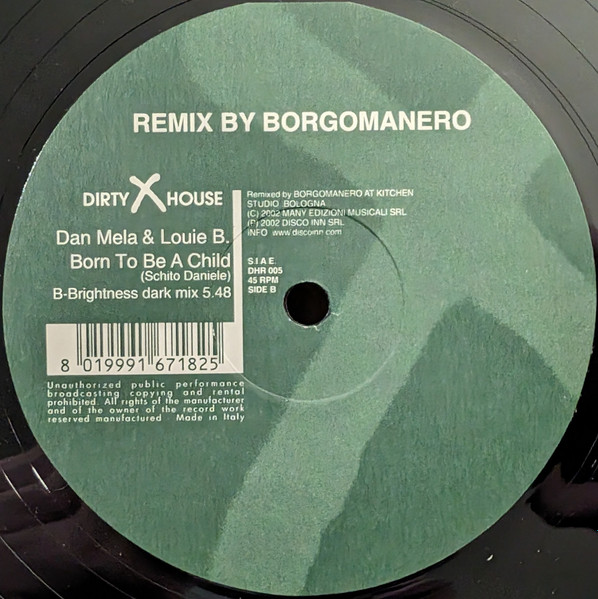 REMIX BY BORGOMANERO
DIRTY X HOUSE
Remixed by BORGOMANERO AT KITCHEN
STUDIO BOLOGNA
(C) 2002 MANY EDIZIONI MUSICALI SRL
(P) 2002 DISCO INN SRL
INFO www.discoinn.com
Dan Mela & Louie B.
Born To Be A Child
(Schito Daniele)
B-Brightness dark mix 5.48
S.I.A.E.
DHR 005
45 RPM
SIDE B
8 019991 671825
Unauthorized public performance
broadcasting copying and rental
prohibited. All rights of the manufacturer
and of the owner of the record work
reserved manufactured Made in Italy